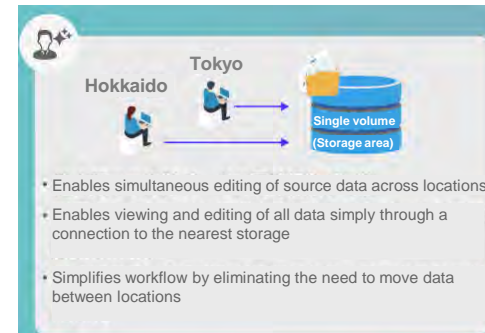 Tokyo
Hokkaido
Single volume
(Storage area)
• Enables simultaneous editing of source data across locations
• Enables viewing and editing of all data simply through a
connection to the nearest storage
• Simplifies workflow by eliminating the need to move data
between locations